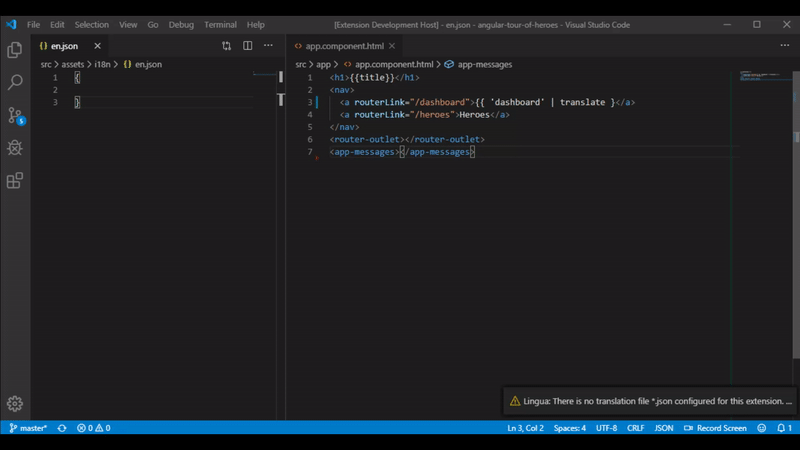 File Edit Selection View Go Debug Terminal Help [Extension Development Host] - en.json - angular-tour-of-heroes - Visual Studio Code
{} en.json
src > assets > i18n > {} en.json
1 {
2
3 }
app.component.html
src > app > app.component.html > app-messages
1 <h1>{{title}}</h1>
2 <nav>
3 <a routerLink="/dashboard">{{ 'dashboard' | translate }</a>
4 <a routerLink="/heroes">Heroes</a>
5 </nav>
6 <router-outlet></router-outlet>
7 <app-messages></app-messages>
5
Lingua: There is no translation file *.json configured for this extension. ...
master* 0 0 Ln 3, Col 2 Spaces: 4 UTF-8 CRLF JSON Record Screen 1